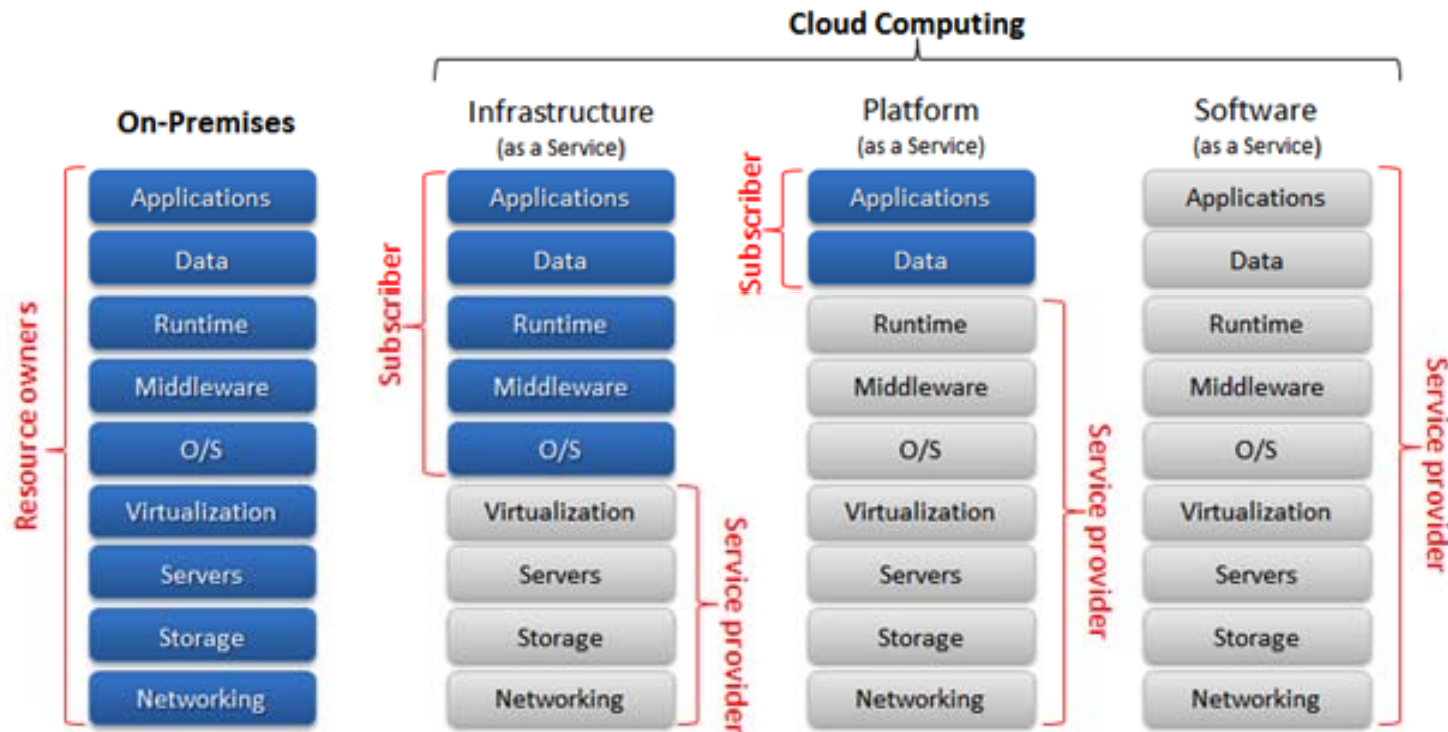 Cloud Computing
On-Premises
Infrastructure
(as a Service)
Platform
(as a Service)
Software
(as a Service)
Resource owners
Applications
Data
Runtime
Middleware
O/S
Virtualization
Servers
Storage
Networking
Subscriber
Applications
Data
Runtime
Middleware
O/S
Virtualization
Servers
Storage
Networking
Service provider
Subscriber
Applications
Data
Runtime
Middleware
O/S
Virtualization
Servers
Storage
Networking
Service provider
Applications
Data
Runtime
Middleware
O/S
Virtualization
Servers
Storage
Networking
Service provider